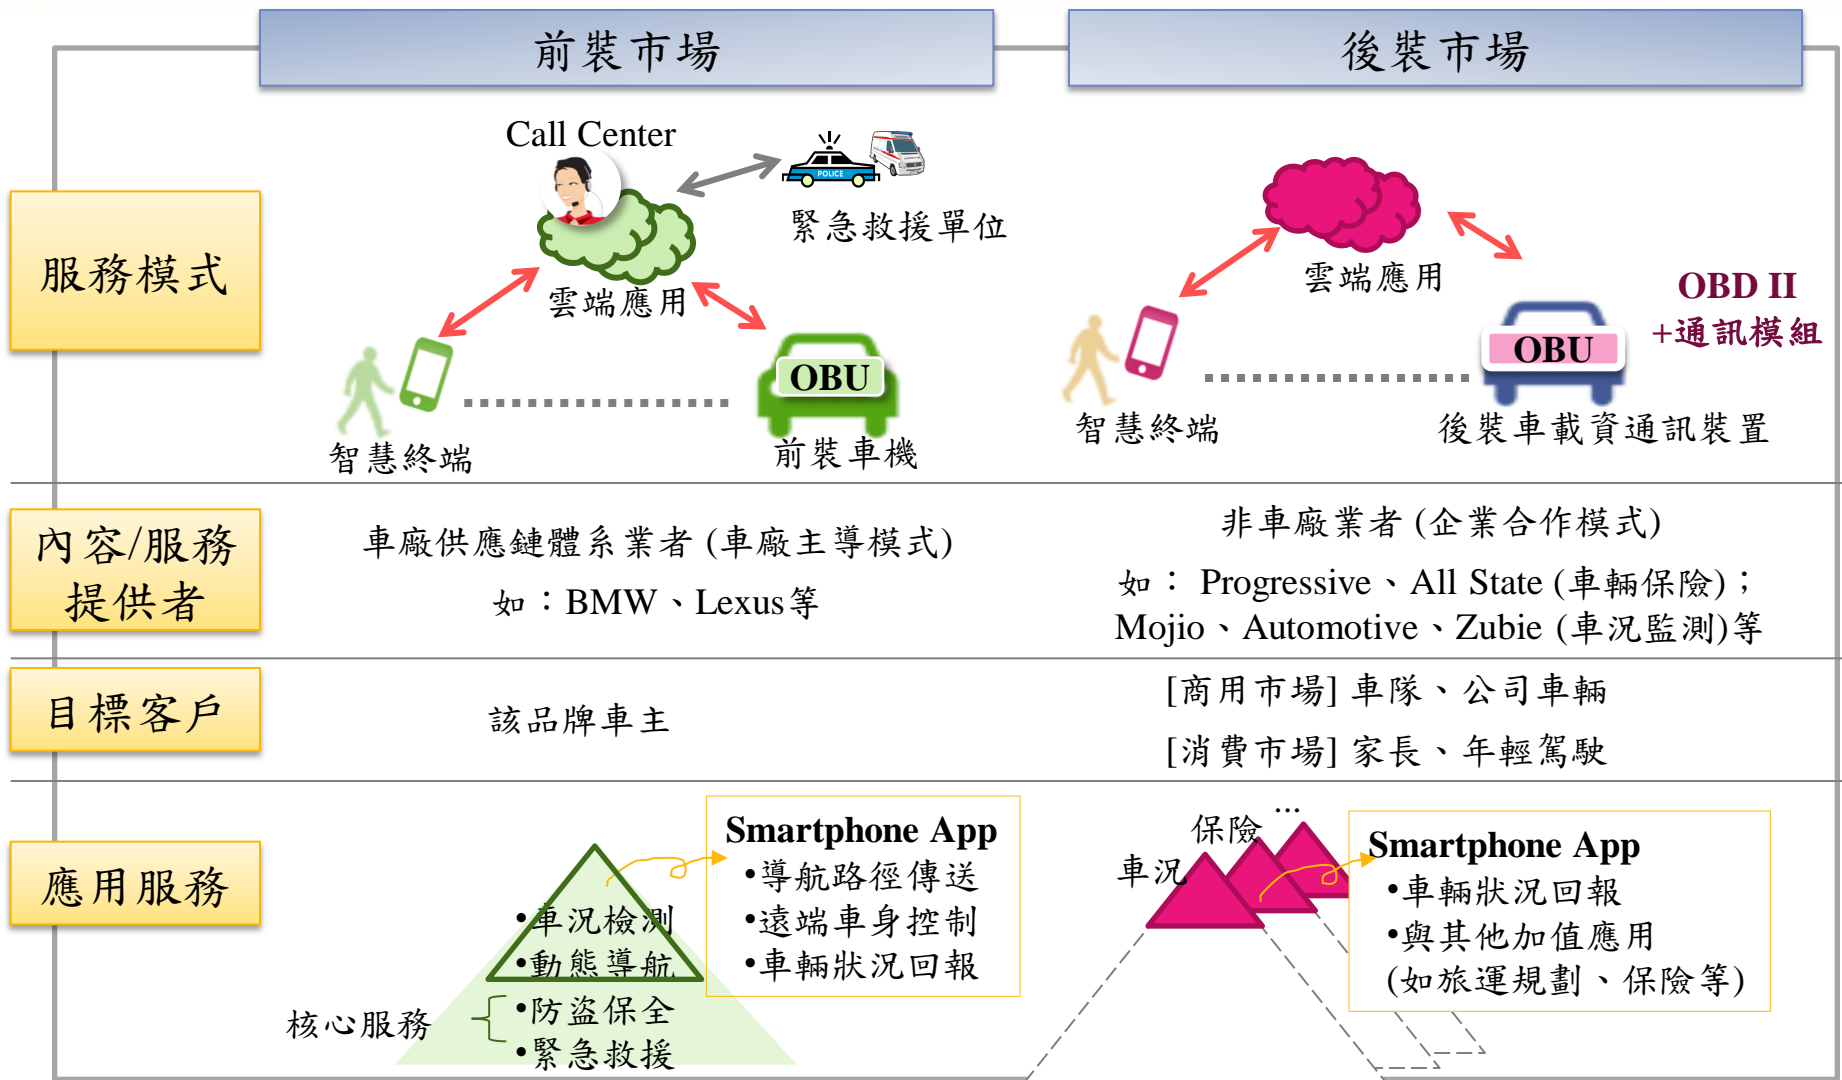 前裝市場
後裝市場
服務模式
Call Center
POLICE
緊急救援單位
雲端應用
OBU
智慧終端
前裝車機
雲端應用
OBD II
+通訊模組
OBU
智慧終端
後裝車載資通訊裝置
內容/服務
提供者
車廠供應鏈體系業者 (車廠主導模式)
如：BMW、Lexus等
非車廠業者 (企業合作模式)
如： Progressive、All State (車輛保險)；
Mojio、Automotive、Zubie (車況監測)等
目標客戶
該品牌車主
[商用市場] 車隊、公司車輛
[消費市場] 家長、年輕駕駛
應用服務
•車況檢測
•動態導航
核心服務
•防盜保全
•緊急救援
Smartphone App
•導航路徑傳送
•遠端車身控制
•車輛狀況回報
車況
保險
...
Smartphone App
•車輛狀況回報
•與其他加值應用
(如旅運規劃、保險等)